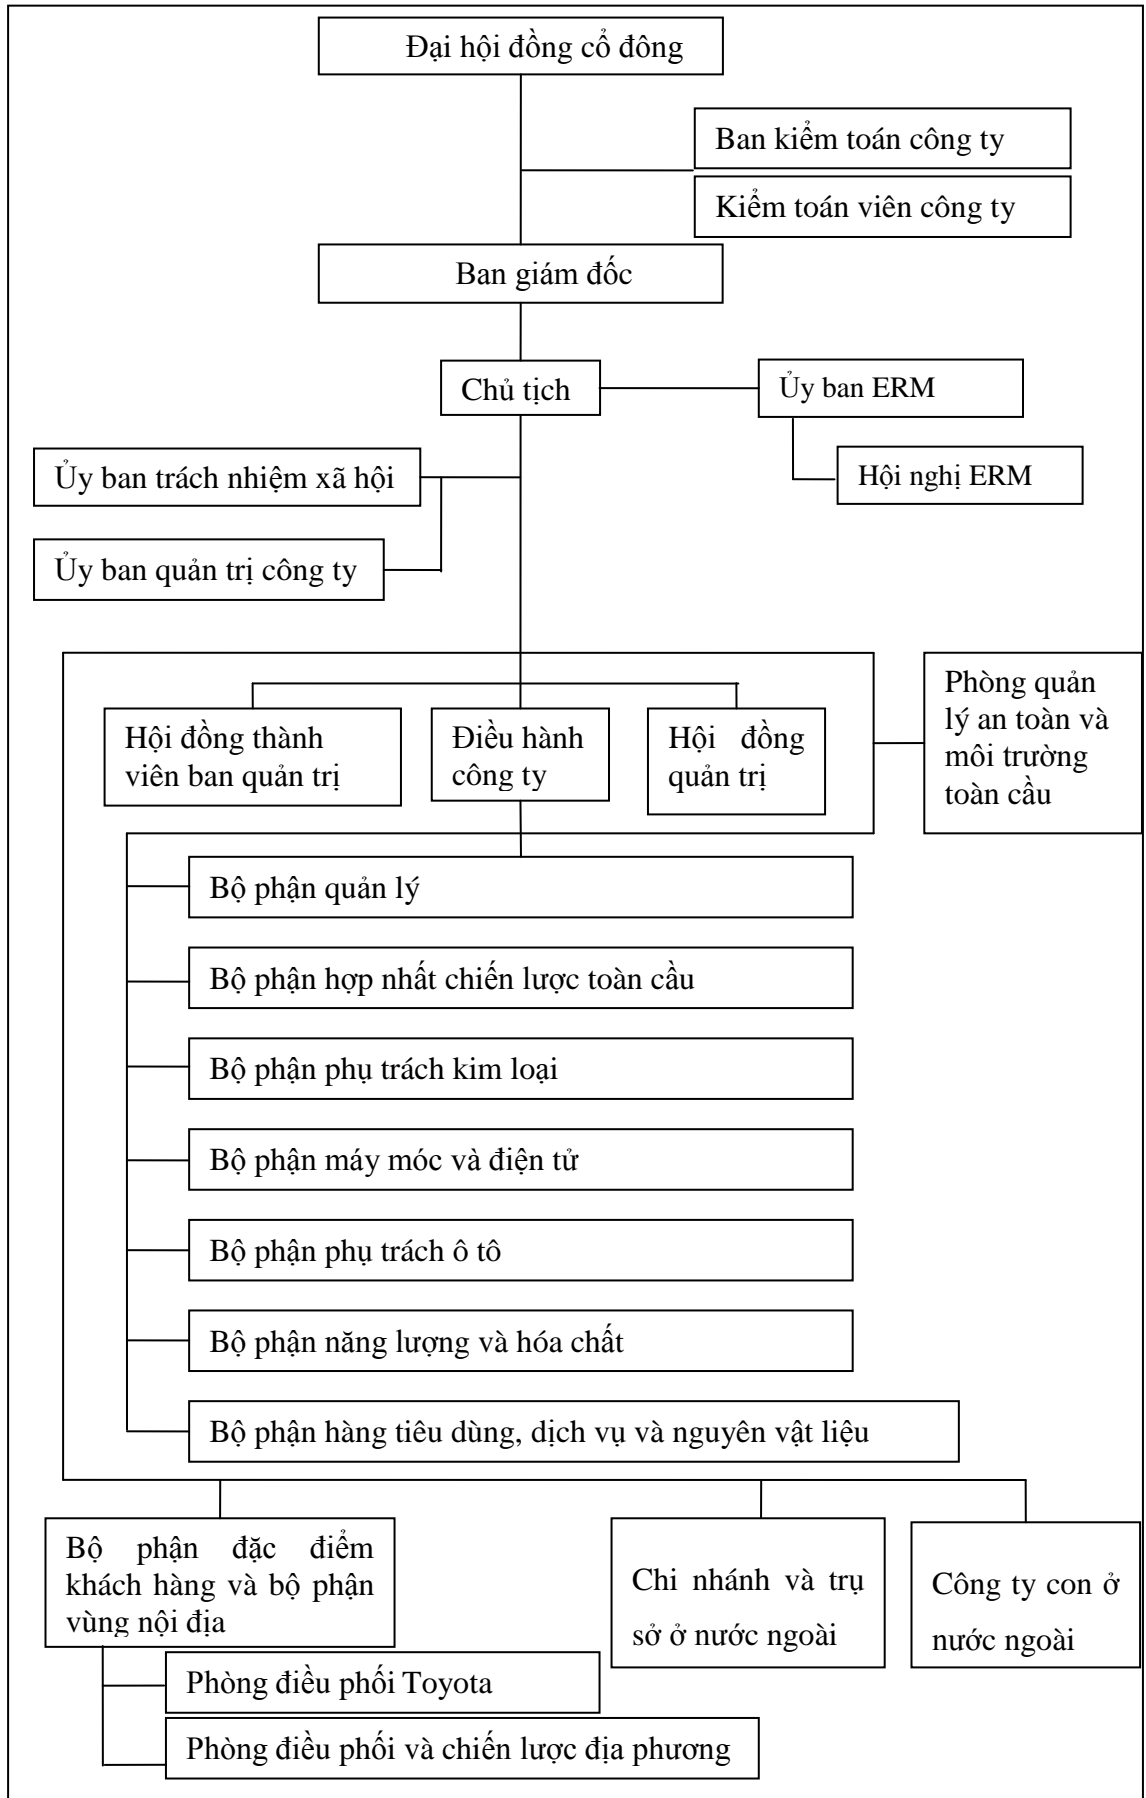 Đại hội đồng cổ đông
Ban kiểm toán công ty
Kiểm toán viên công ty
Ban giám đốc
Chủ tịch
Ủy ban ERM
Ủy ban trách nhiệm xã hội
Hội nghị ERM
Ủy ban quản trị công ty
Phòng quản
lý an toàn và
môi trường
toàn cầu
Hội đồng thành
viên ban quản trị
Điều hành
công ty
Hội đồng
quản trị
Bộ phận quản lý
Bộ phận hợp nhất chiến lược toàn cầu
Bộ phận phụ trách kim loại
Bộ phận máy móc và điện tử
Bộ phận phụ trách ô tô
Bộ phận năng lượng và hóa chất
Bộ phận hàng tiêu dùng, dịch vụ và nguyên vật liệu
Bộ phận đặc điểm
khách hàng và bộ phận
vùng nội địa
Chi nhánh và trụ
sở ở nước ngoài
Công ty con ở
nước ngoài
Phòng điều phối Toyota
Phòng điều phối và chiến lược địa phương